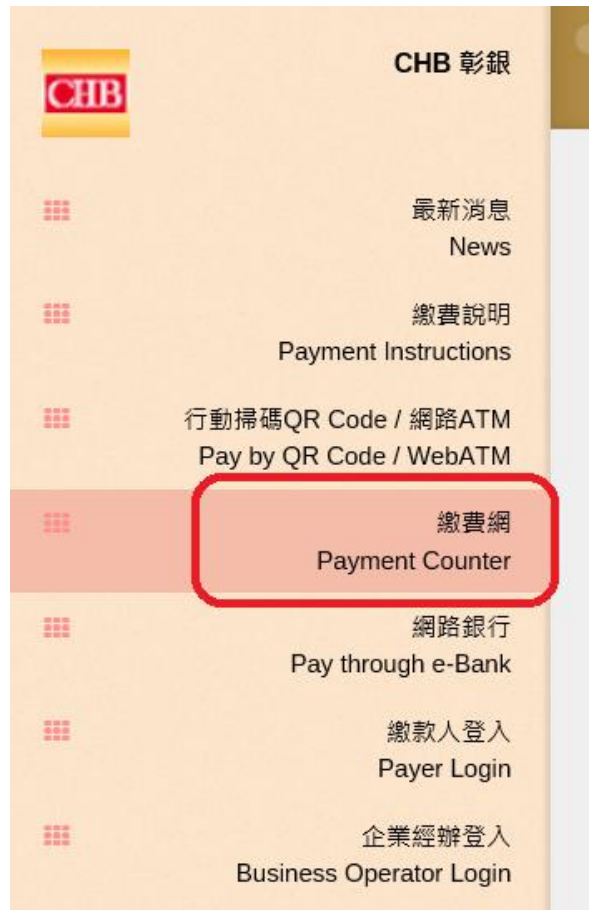 CHB
CHB 彰銀
最新消息
News
繳費說明
Payment Instructions
行動掃碼QR Code / 網路ATM
Pay by QR Code / WebATM
繳費網
Payment Counter
網路銀行
Pay through e-Bank
繳款人登入
Payer Login
企業經辦登入
Business Operator Login